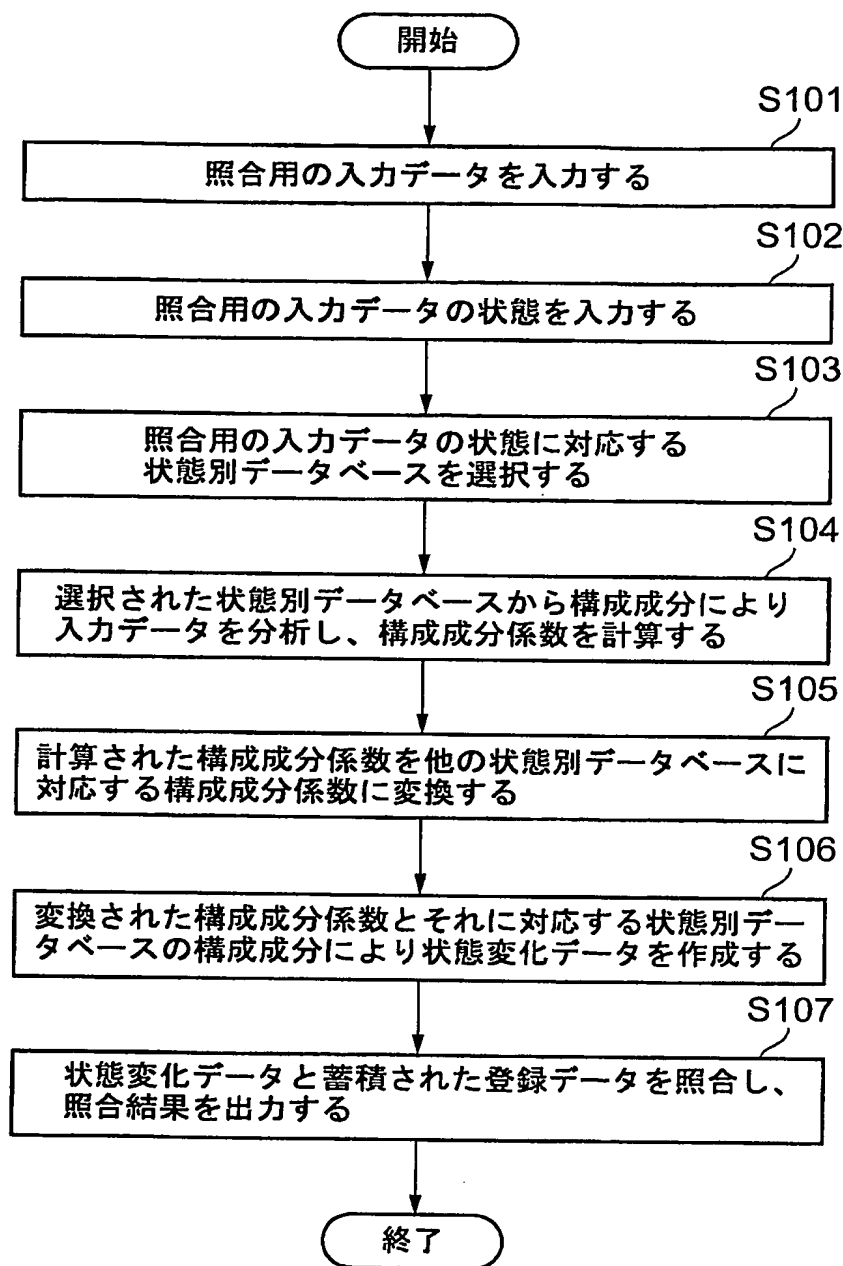 開始
S101
照合用の入力データを入力する
S102
照合用の入力データの状態を入力する
S103
照合用の入力データの状態に対応する
状態別データベースを選択する
S104
選択された状態別データベースから構成成分により
入力データを分析し、構成成分係数を計算する
S105
計算された構成成分係数を他の状態別データベースに
対応する構成成分係数に変換する
S106
変換された構成成分係数とそれに対応する状態別デー
タベースの構成成分により状態変化データを作成する
S107
状態変化データと蓄積された登録データを照合し、
照合結果を出力する
終了